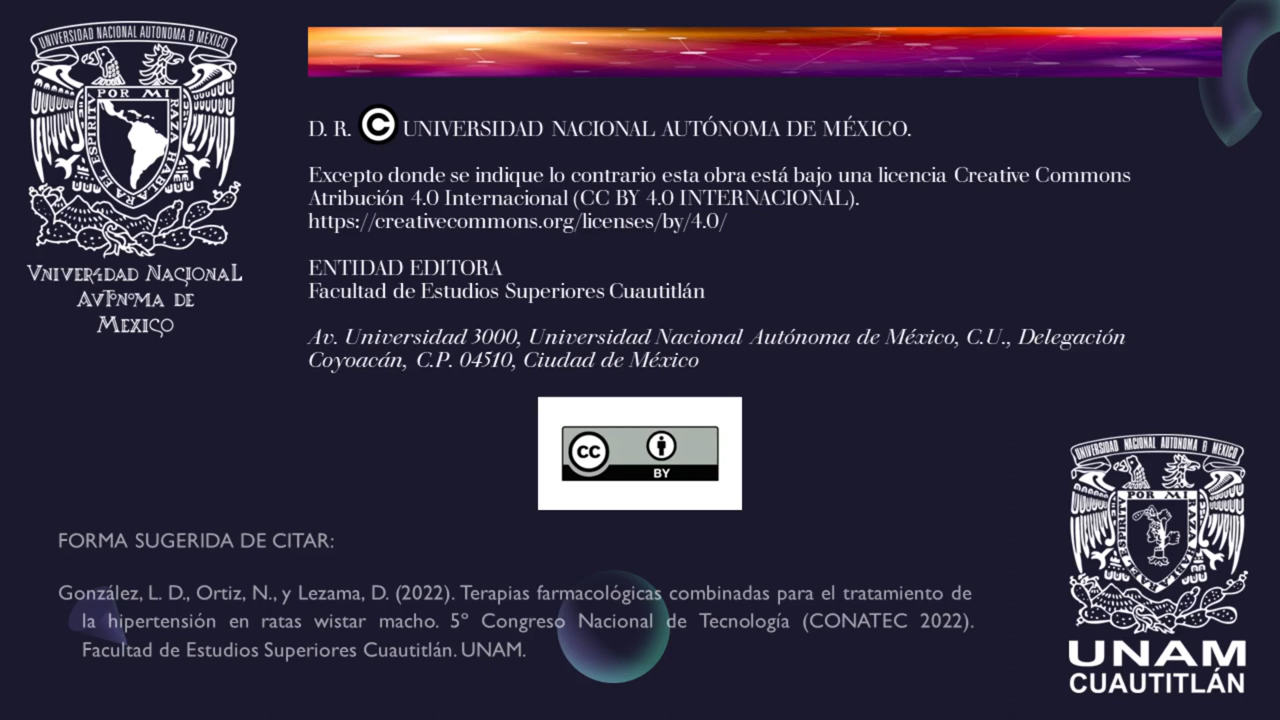 UNIVERSIDAD NACIONAL AUTONOMA DE MEXICO
POR MI RAZA HABLARA EL ESPIRITU
VNIVERSIDAD NACIONAL
AVTNOMA DE
MEXICO
D. R. © UNIVERSIDAD NACIONAL AUTÓNOMA DE MÉXICO.
Excepto donde se indique lo contrario esta obra está bajo una licencia Creative Commons
Atribución 4.0 Internacional (CC BY 4.0 INTERNACIONAL).
https://creativecommons.org/licenses/by/4.0/
ENTIDAD EDITORA
Facultad de Estudios Superiores Cuautitlán
Av. Universidad 3000, Universidad Nacional Autónoma de México, C.U., Delegación
Coyoacán, C.P. 04510, Ciudad de México
CC
BY
FORMA SUGERIDA DE CITAR:
González, L. D., Ortiz, N., y Lezama, D. (2022). Terapias farmacológicas combinadas para el tratamiento de
la hipertensión en ratas wistar macho. 5º Congreso Nacional de Tecnología (CONATEC 2022).
Facultad de Estudios Superiores Cuautitlán. UNAM.
UNIVERSIDAD NACIONAL AUTONOMA DE MEXICO
POR MI RAZA HABLARA EL ESPIRITU
UNAM
CUAUTITLÁN